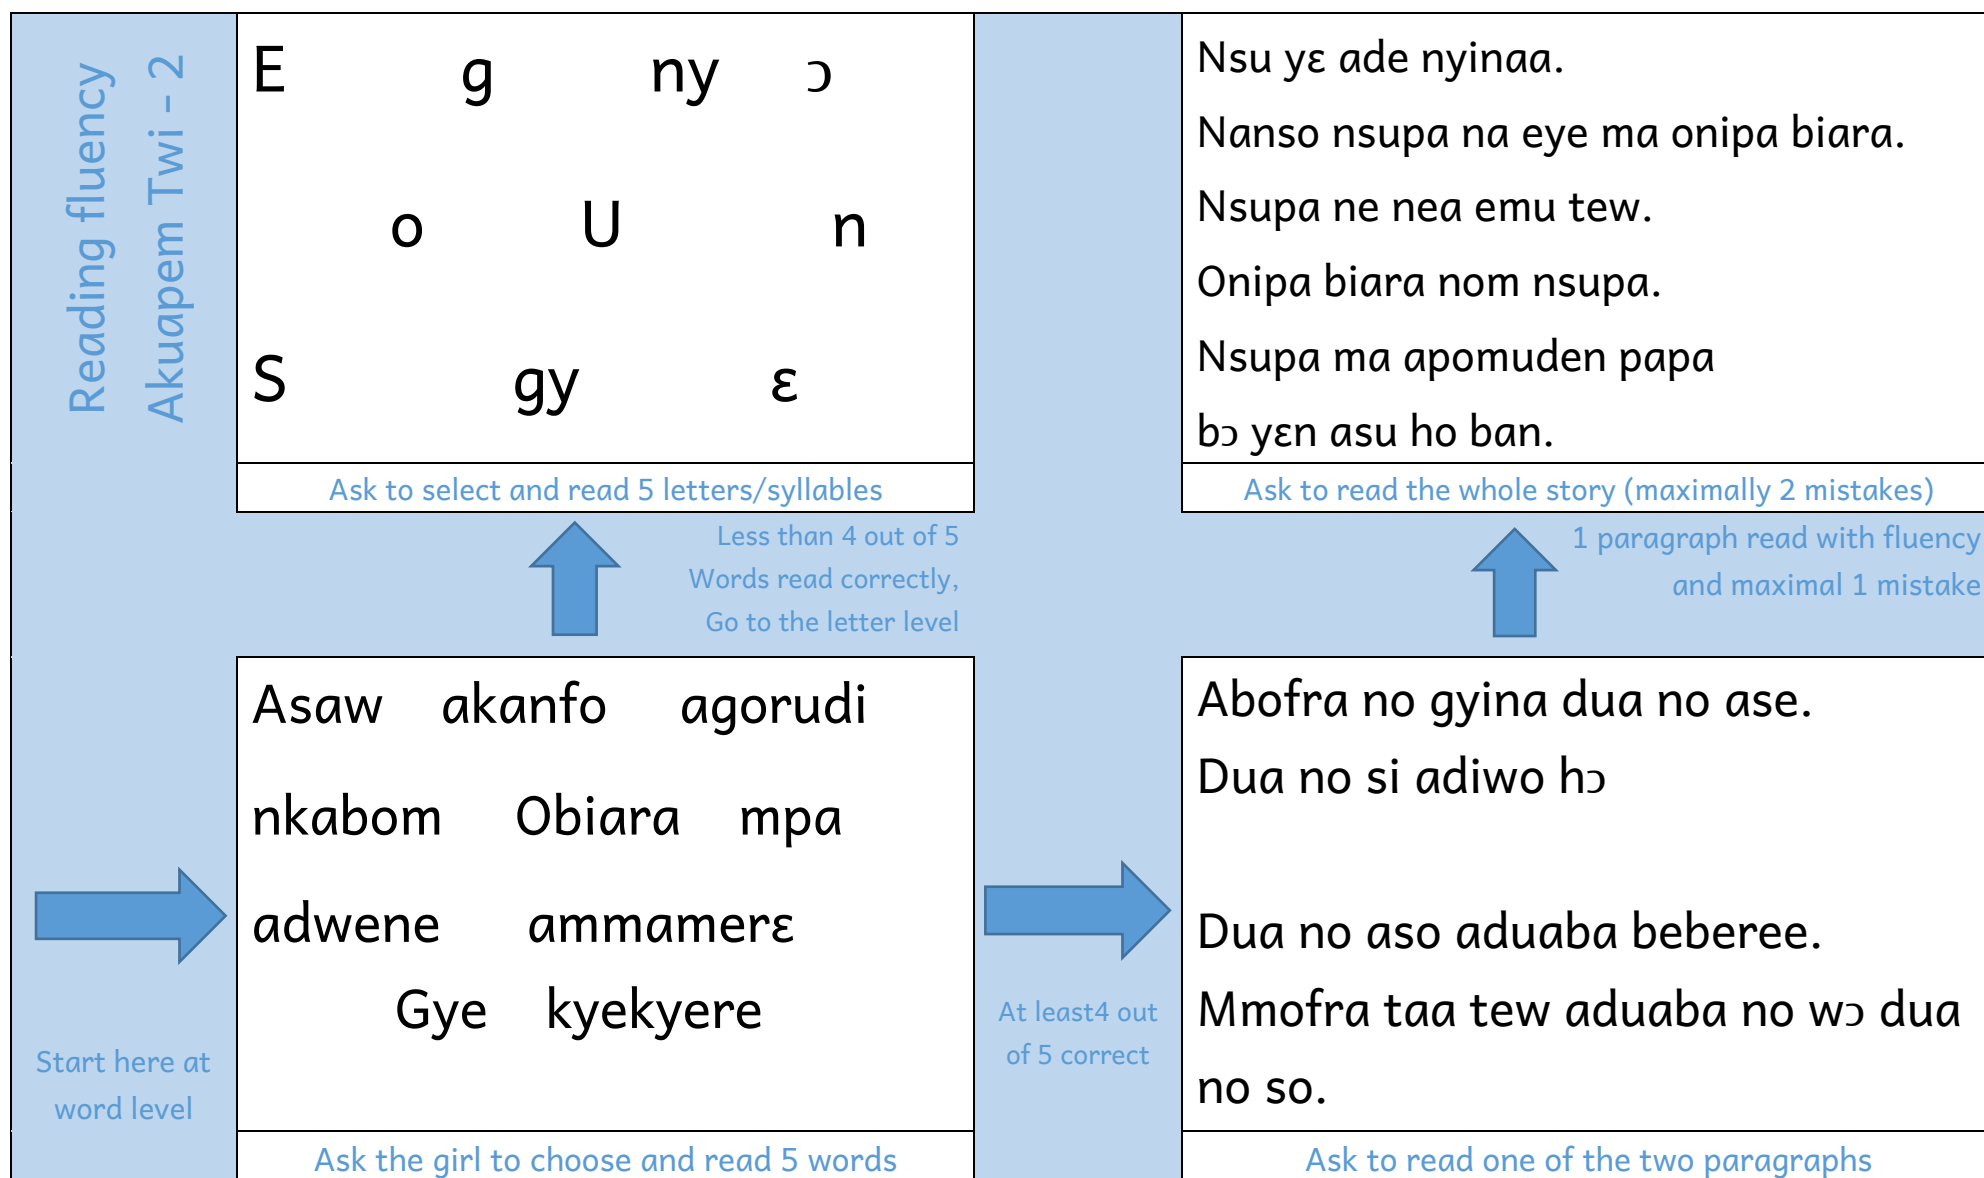 Reading fluency
Akuapem Twi – 2
E g ny ɔ
o U n
S gy ɛ
Ask to select and read 5 letters/syllables
Less than 4 out of 5
Words read correctly,
Go to the letter level
Asaw akanfo agorudi
nkabom Obiara mpa
adwene ammamerɛ
Gye kyekyere
Ask the girl to choose and read 5 words
Start here at
word level
At least4 out
of 5 correct
Nsu yɛ ade nyinaa.
Nanso nsupa na eye ma onipa biara.
Nsupa ne nea emu tew.
Onipa biara nom nsupa.
Nsupa ma apomuden papa
bɔ yɛn asu ho ban.
Ask to read the whole story (maximally 2 mistakes)
1 paragraph read with fluency
and maximal 1 mistake
Abofra no gyina dua no ase.
Dua no si adiwo hɔ
Dua no aso aduaba beberee.
Mmofra taa tew aduaba no wɔ dua
no so.
Ask to read one of the two paragraphs